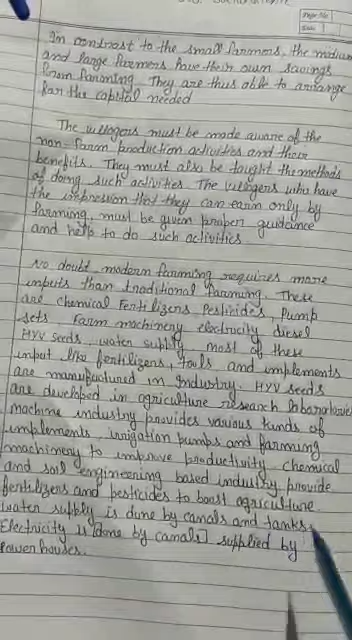 Page No.
Date
In contrast to the small farmers, the medium
and large farmers have their own savings
from farming. They are thus able to arrange
for the capital needed
The villagers must be made aware of the
non-farm production activities and their
benefits. They must also be taught the methods
of doing such activities. The villagers who have
the impression that they can earn only by
farming, must be given proper guidance
and help to do such activities
No doubt modern farming requires more
inputs than traditional farming. These
are chemical Fertilizers Pesticides, Pump
sets, Farm machinery electricity diesel
HYV seeds, water supply most of these
input like fertilizers, tools and implements
are manufactured in Industry. HYV seeds
are developed in agriculture research laboratories
machine industry provides various kinds of
implements, irrigation pumps and farming
machinery to improve productivity chemical
and soil engineering based industry provide
fertilizers and pesticides to boast agriculture
water supply is done by canals and tanks
Electricity is [done by canals] supplied by
power houses.